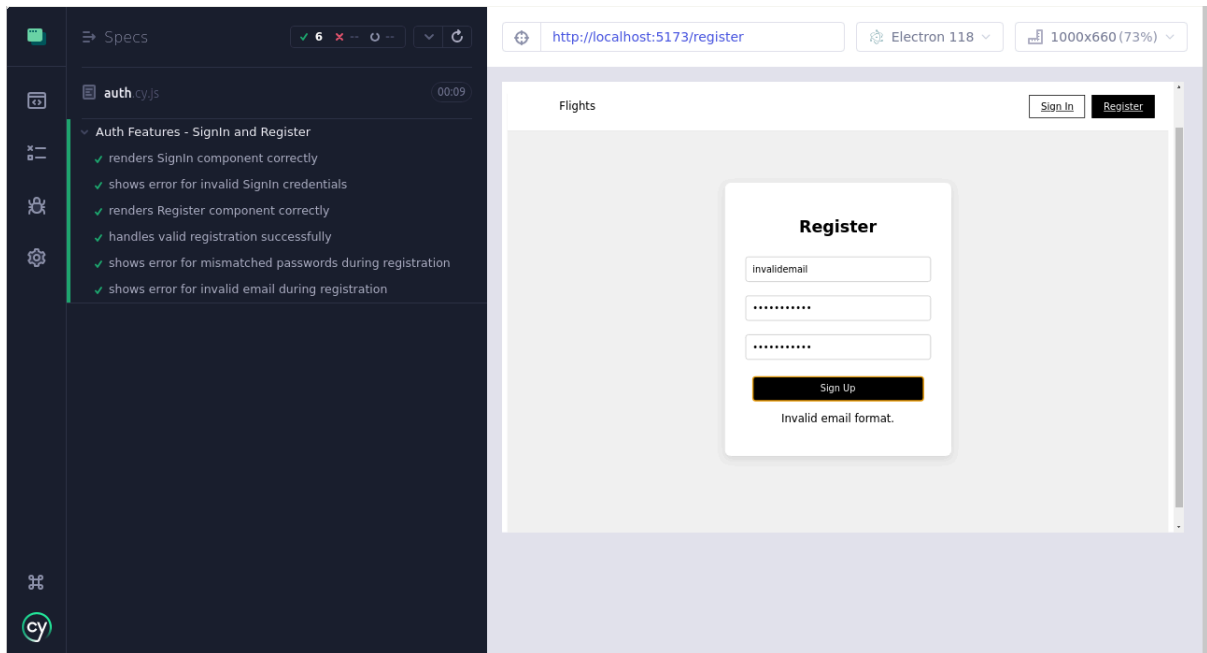 Specs
6 -- --
auth.cy.js 00:09
Auth Features - SignIn and Register
renders SignIn component correctly
shows error for invalid SignIn credentials
renders Register component correctly
handles valid registration successfully
shows error for mismatched passwords during registration
shows error for invalid email during registration
cy
http://localhost:5173/register
Electron 118
1000x660 (73%)
Flights
Sign In
Register
Register
invalidemail
•••••••••••
•••••••••••
Sign Up
Invalid email format.